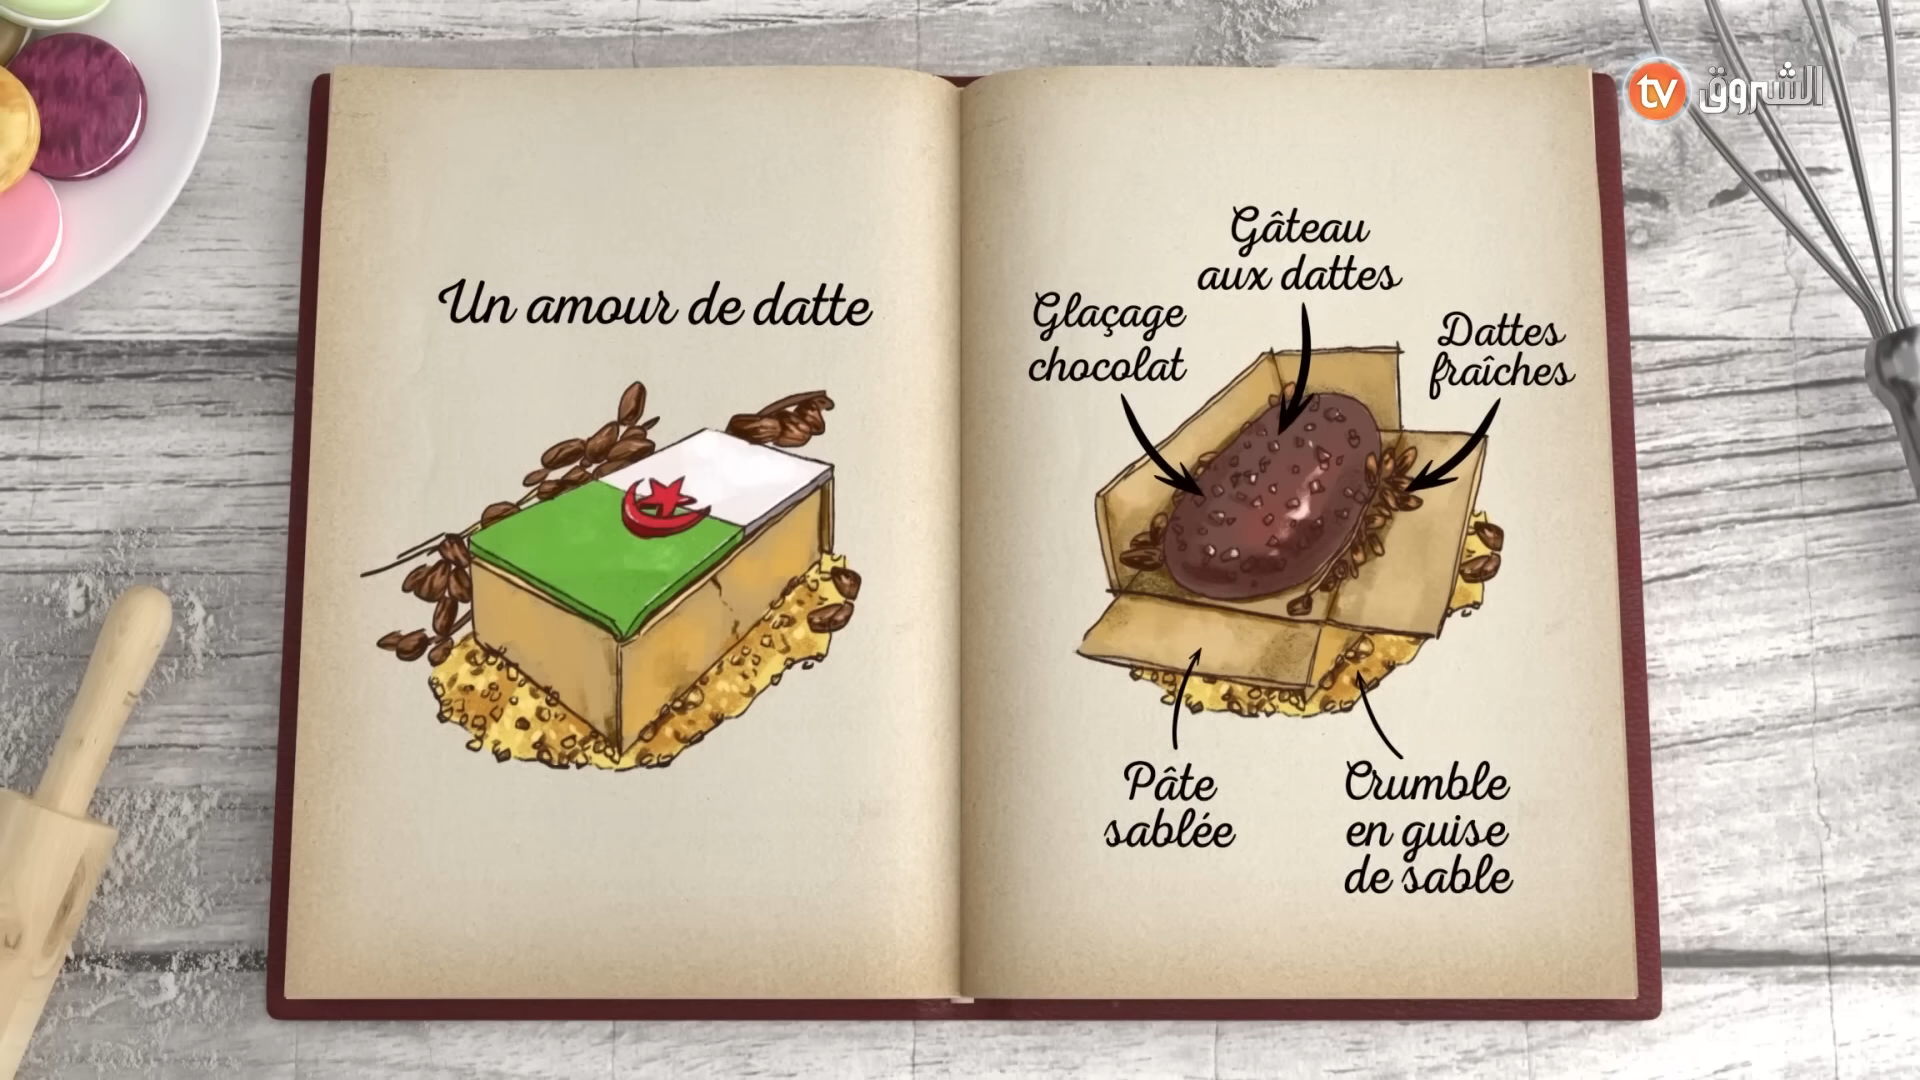 tv الشروق
Un amour de datte
Gâteau
aux dattes
Glaçage
chocolat
Dattes
fraîches
Pâte
sablée
Crumble
en guise
de sable